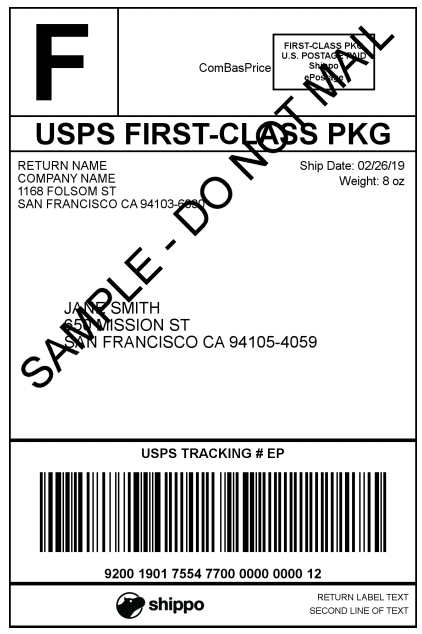 F
ComBasPrice
FIRST-CLASS PKG
U.S. POSTAGE PAID
Shippo
ePostage
USPS FIRST-CLASS PKG
RETURN NAME
COMPANY NAME
1168 FOLSOM ST
SAN FRANCISCO CA 94103-
Ship Date: 02/26/19
Weight: 8 oz
SAMPLE - DO NOT MAIL
JANE SMITH
650 MISSION ST
SAN FRANCISCO CA 94105-4059
USPS TRACKING # EP
9200 1901 7554 7700 0000 0000 12
shippo
RETURN LABEL TEXT
SECOND LINE OF TEXT